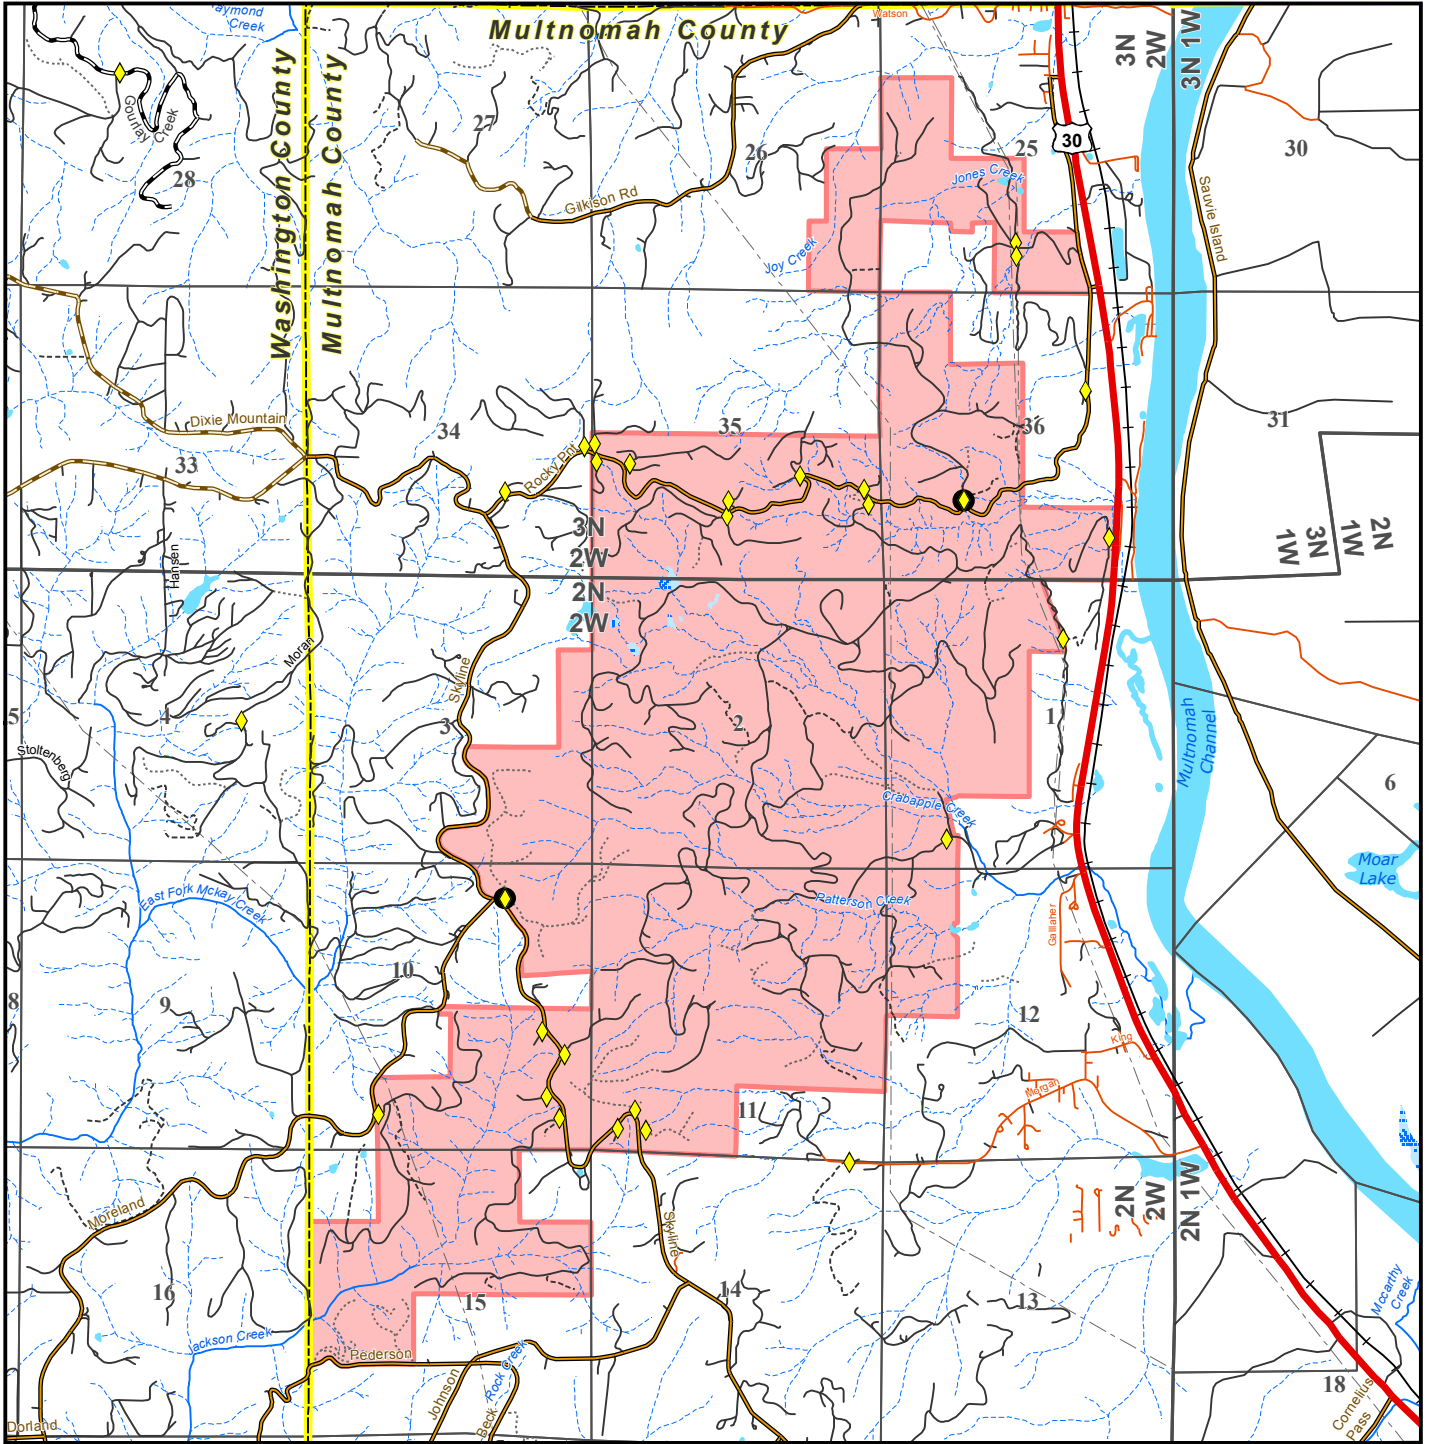 aymond
Creek
Multnomah County
Watson
3N
2W
3N 1W
Washington County
Multnomah County
Gourlay
Creek
28
27
26
25
30
30
Jones Creek
Gilkison Rd
Sauvie Island
Joy Creek
Dixie Mountain
34
35
36
31
33
Rocky Pnt
3N
2W
2N
2W
3N
1W
2N
1W
Hansen
Moran
Skyline
5
4
3
2
1
Stoltenberg
Multnomah
Channel
6
Crabapple Creek
Moar
Lake
East Fork Mckay Creek
Patterson Creek
Gallaher
8
9
10
12
King
Morgan
11
Moreland
2N
2W
2N 1W
Skyline
16
15
14
13
Mccarthy
Creek
Jackson Creek
Pederson
Johnson
Beck
Rock Creek
18
Cornelius
Pass
Dorland